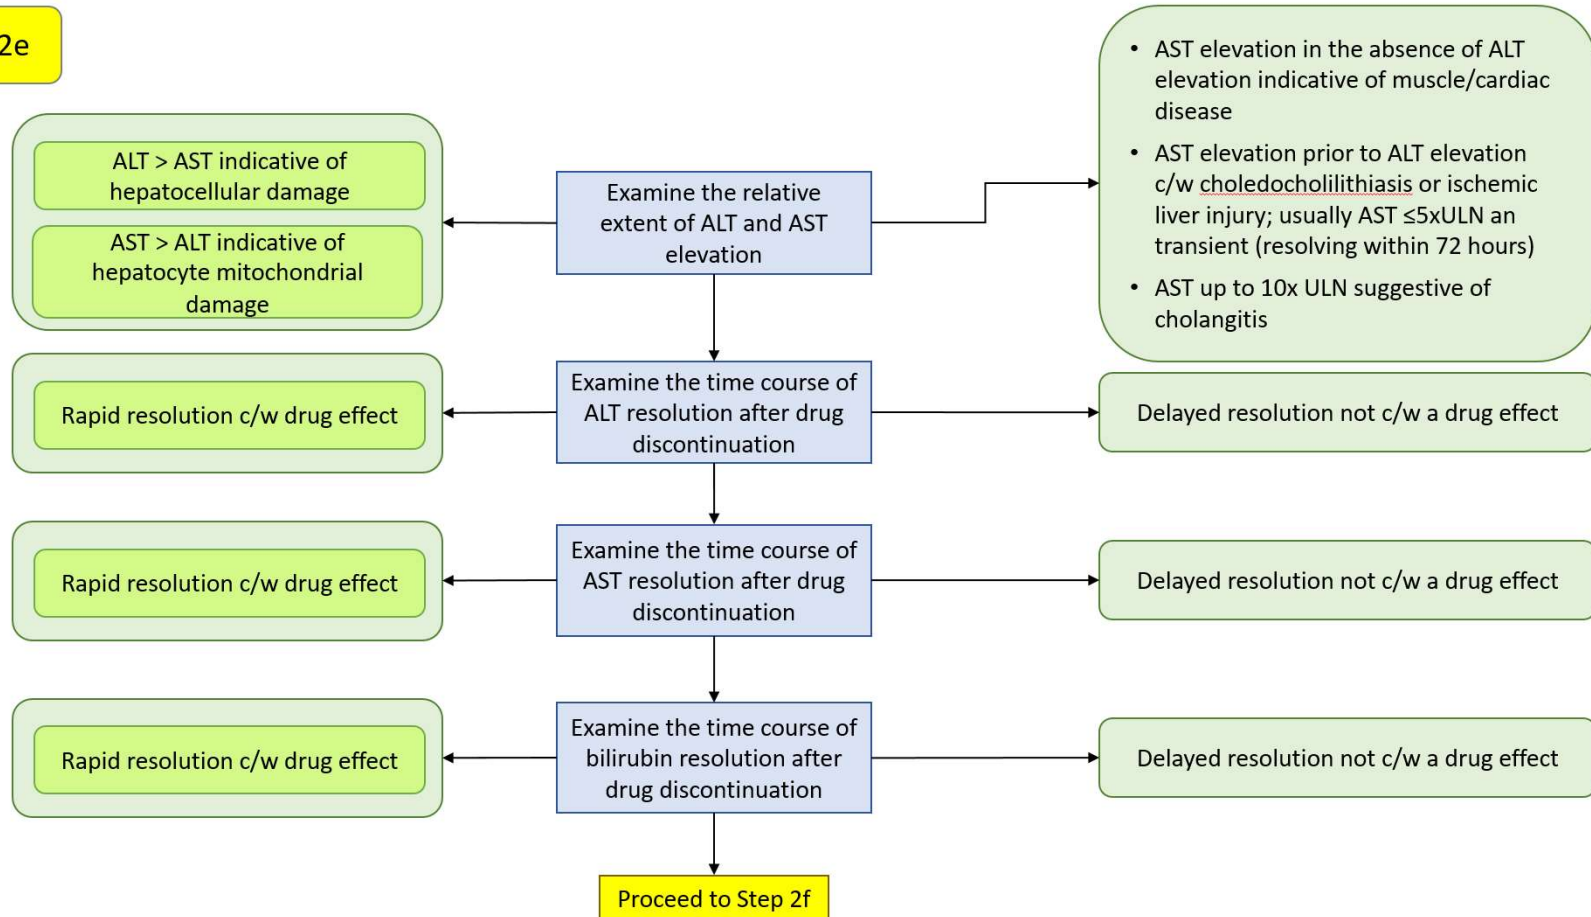 2e
ALT > AST indicative of
hepatocellular damage
AST > ALT indicative of
hepatocyte mitochondrial
damage
Examine the relative
extent of ALT and AST
elevation
• AST elevation in the absence of ALT
elevation indicative of muscle/cardiac
disease
• AST elevation prior to ALT elevation
c/w choledocholilithiasis or ischemic
liver injury; usually AST ≤5xULN an
transient (resolving within 72 hours)
• AST up to 10x ULN suggestive of
cholangitis
Rapid resolution c/w drug effect
Examine the time course of
ALT resolution after drug
discontinuation
Delayed resolution not c/w a drug effect
Rapid resolution c/w drug effect
Examine the time course of
AST resolution after drug
discontinuation
Delayed resolution not c/w a drug effect
Rapid resolution c/w drug effect
Examine the time course of
bilirubin resolution after
drug discontinuation
Delayed resolution not c/w a drug effect
Proceed to Step 2f